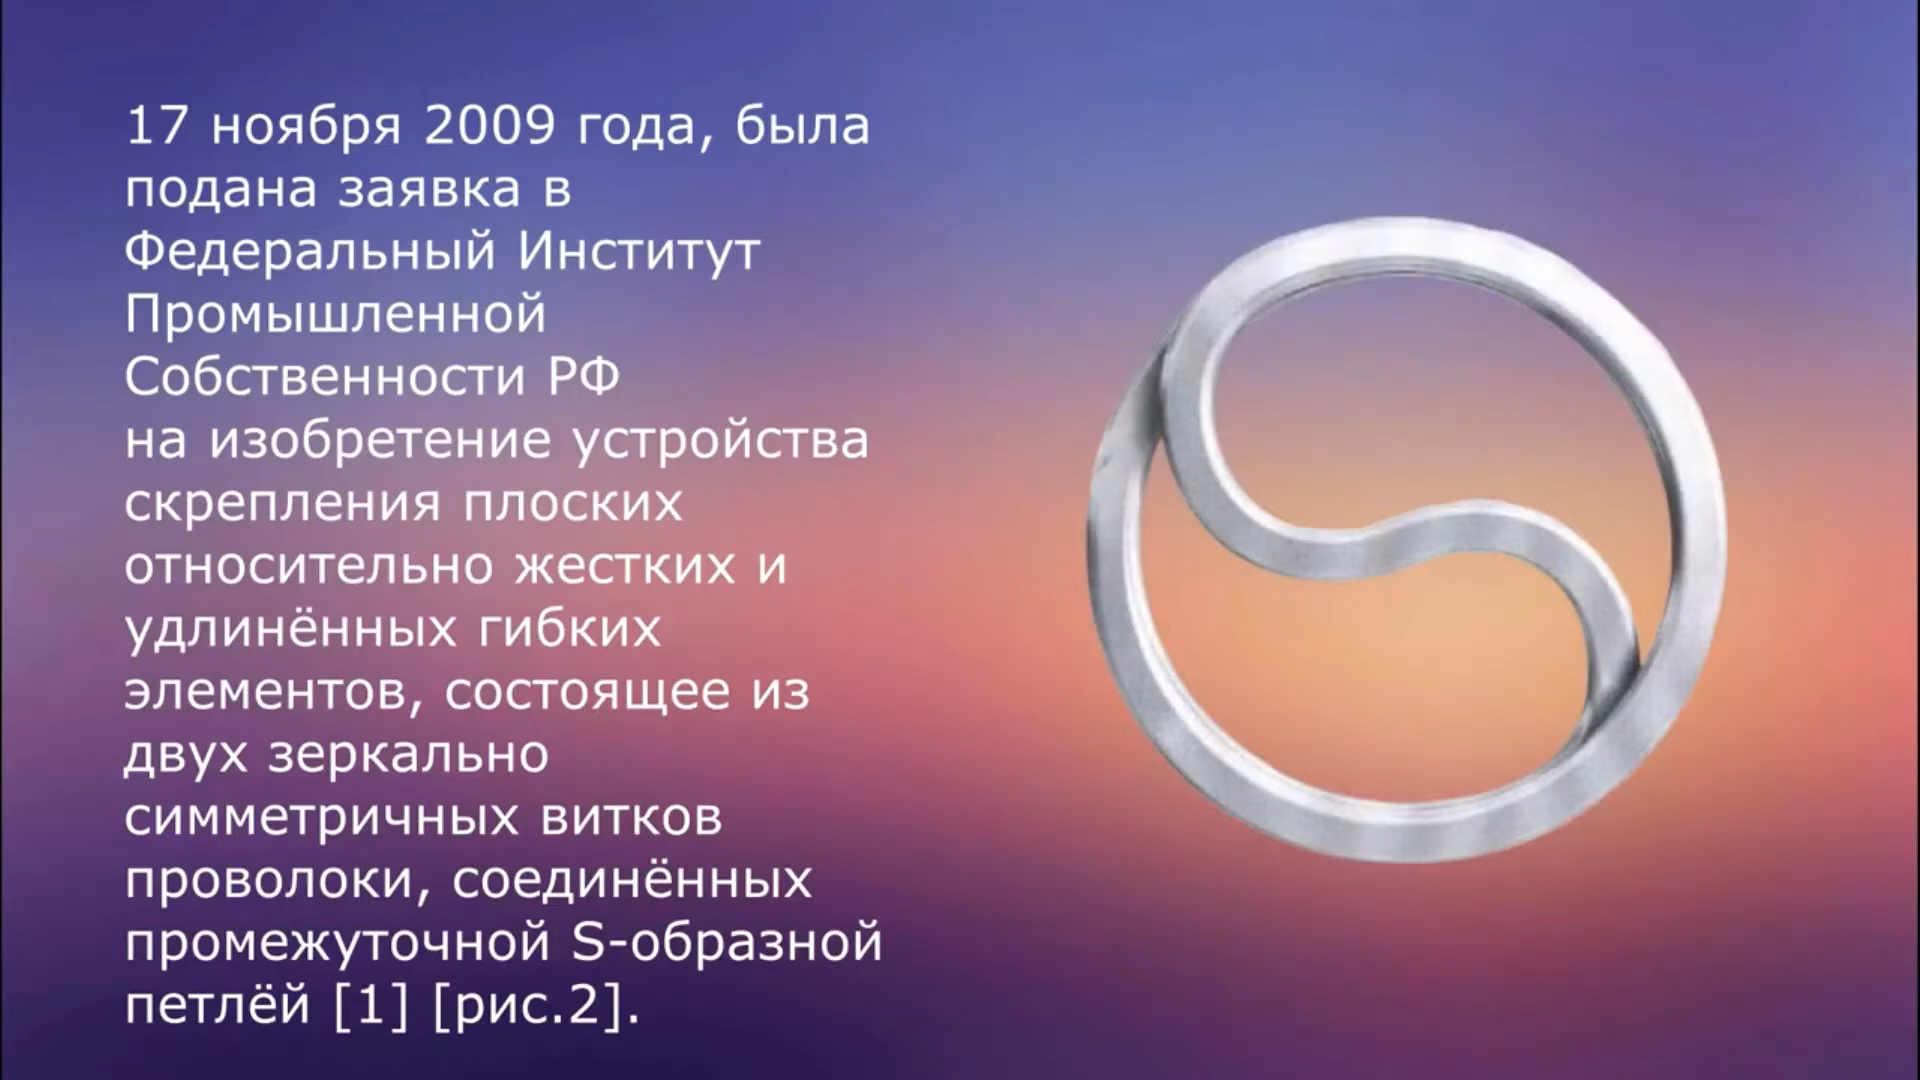 17 ноября 2009 года, была
подана заявка в
Федеральный Институт
Промышленной
Собственности РФ
на изобретение устройства
скрепления плоских
относительно жестких и
удлинённых гибких
элементов, состоящее из
двух зеркально
симметричных витков
проволоки, соединённых
промежуточной S-образной
петлёй [1] [рис.2].